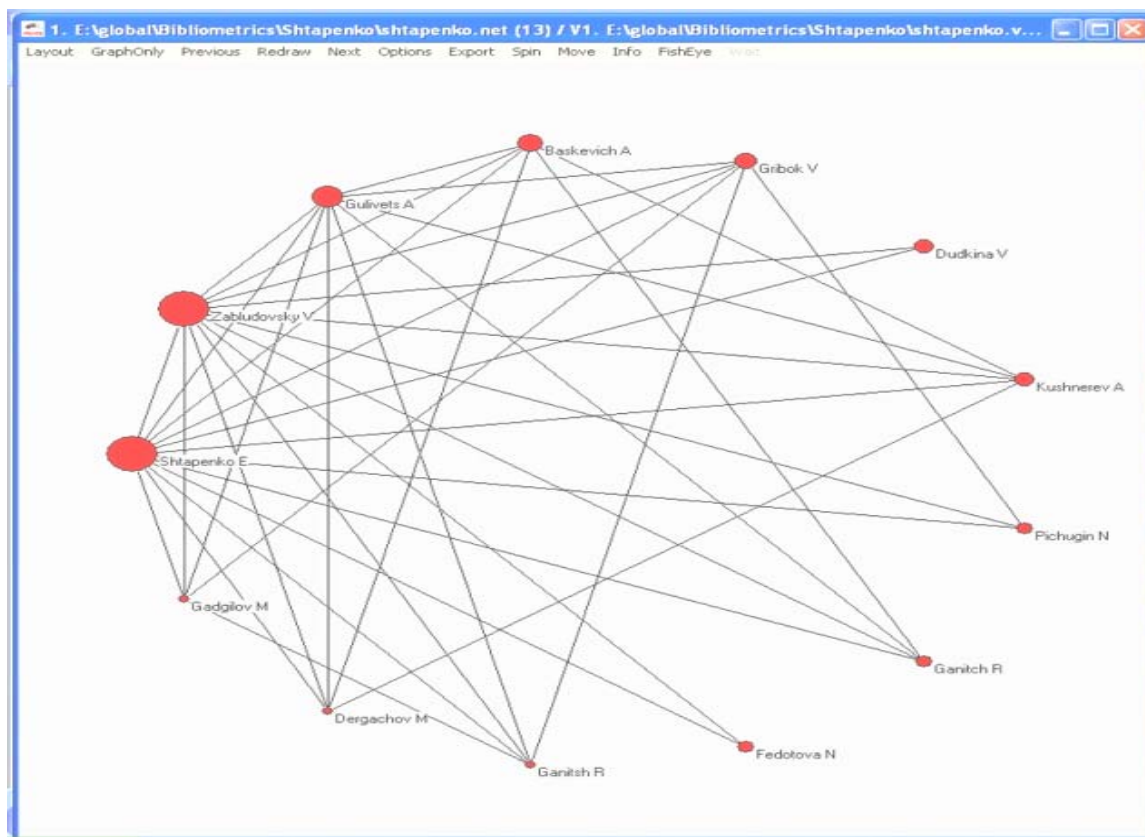 1. E:\global\Bibliometrics\Shtapenko\shtapenko.net (13) / V1. E:\global\Bibliometrics\Shtapenko\shtapenko.v...
Layout GraphOnly Previous Redraw Next Options Export Spin Move Info FishEye
Baskevich A
Gribok V
Gulivets A
Dudkina V
Zabludovsky V
Kushnerev A
Shtapenko E
Pichugin N
Gadgilov M
Ganitch R
Dergachov M
Fedotova N
Ganitsh R